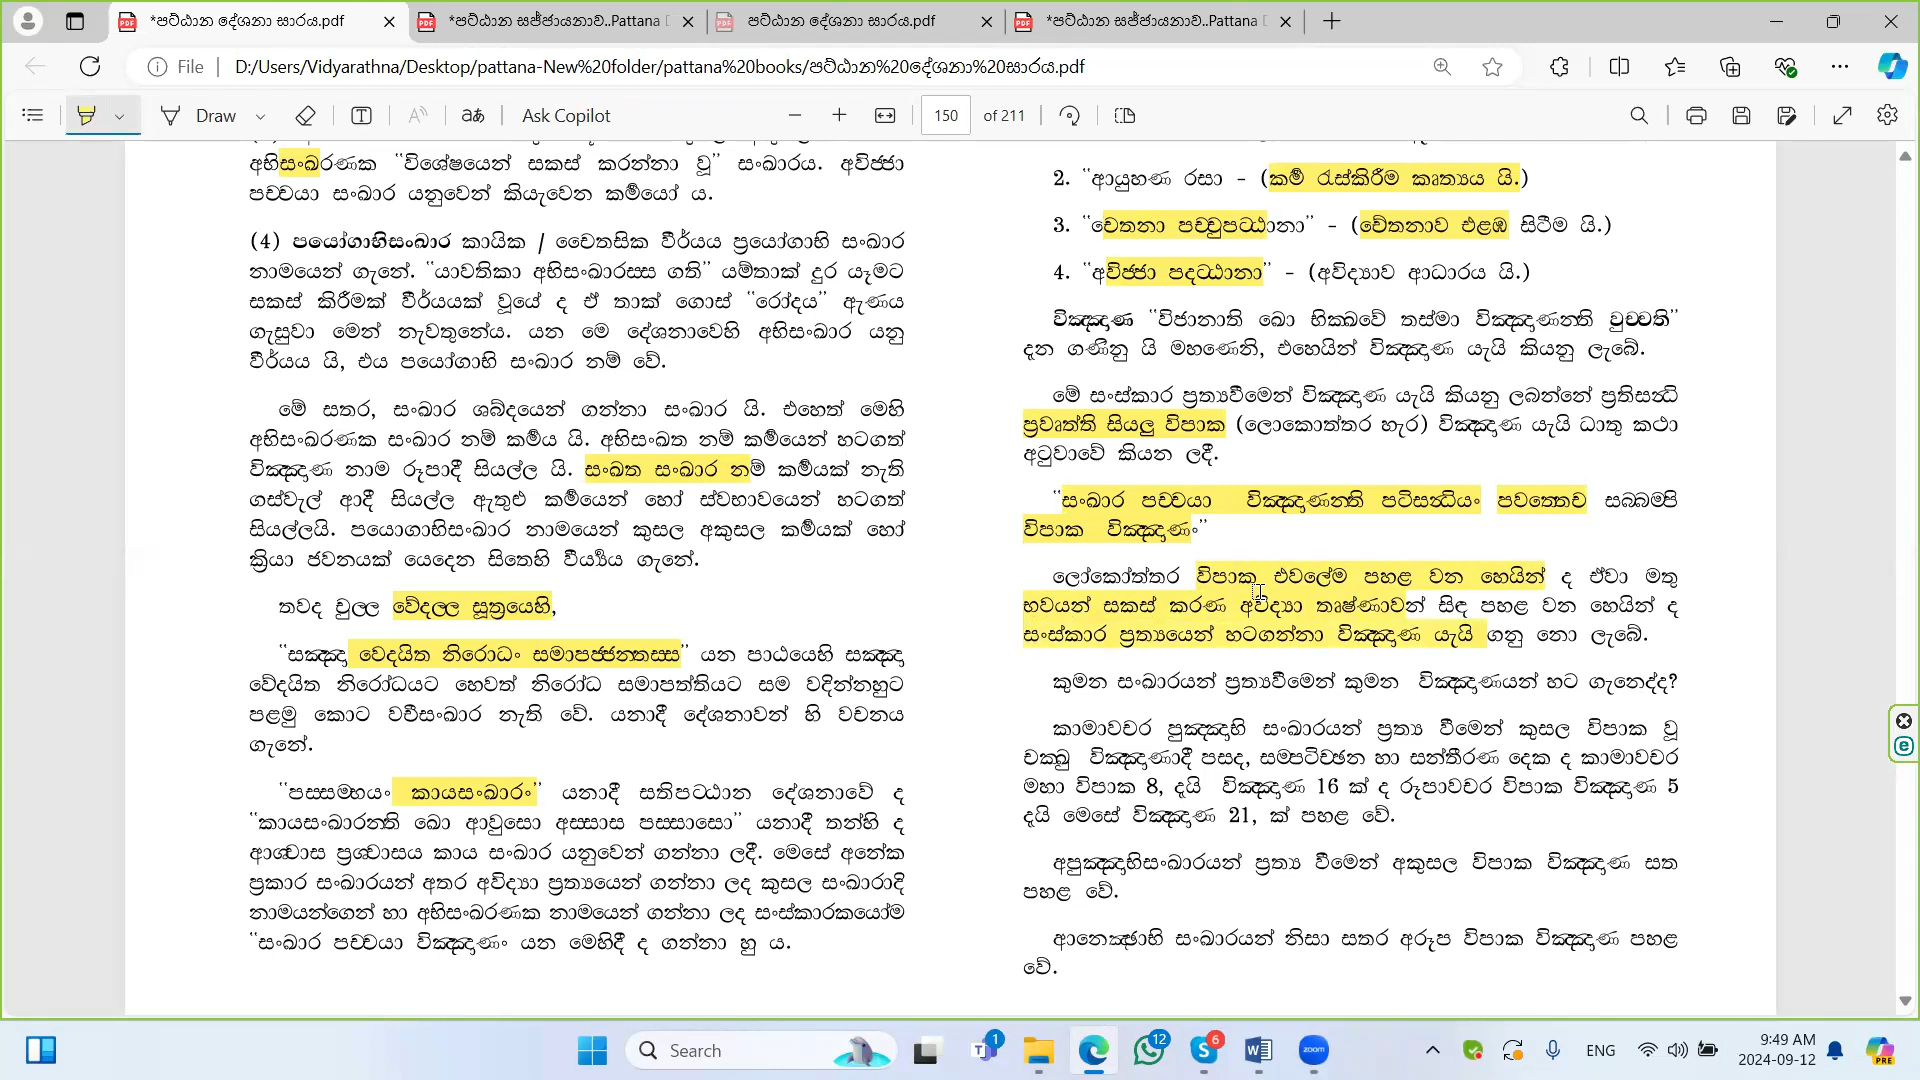 *පට්ඨාන දේශනා සාරය.pdf
*පට්ඨාන සජ්ඣායනාව..Pattana
පට්ඨාන දේශනා සාරය.pdf
*පට්ඨාන සජ්ඣායනාව..Pattana
File
D:/Users/Vidyarathna/Desktop/pattana-New%20folder/pattana%20books/පට්ඨාන%20දේශනා%20සාරය.pdf
Draw
aあ
Ask Copilot
150 of 211
අභිසංඛරණක “විශේෂයෙන් සකස් කරන්නා වූ” සංඛාරය. අවිජ්ජා
පච්චයා සංඛාර යනුවෙන් කියැවෙන කර්මයෝ ය.
(4) පයෝගාභිසංඛාර කායික / චෛතසික වීර්යය ප්‍රයෝගාභි සංඛාර
නාමයෙන් ගැනේ. “යාවතිකා අභිසංඛාරස්ස ගති” යම්තාක් දුර යෑමට
සකස් කිරීමක් වීර්යයක් වූයේ ද ඒ තාක් ගොස් “රෝදය” ඇණය
ගැසුවා මෙන් නැවතුනේය. යන මෙ දේශනාවෙහි අභිසංඛාර යනු
වීර්යය යි, එය පයෝගාභි සංඛාර නම් වේ.
මේ සතර, සංඛාර ශබ්දයෙන් ගන්නා සංඛාර යි. එහෙත් මෙහි
අභිසංඛරණක සංඛාර නම් කර්මය යි. අභිසංඛත නම් කර්මයෙන් හටගත්
විඤ්ඤාණ නාම රූපාදී සියල්ල යි. සංඛත සංඛාර නම් කර්මයක් නැති
ගස්වැල් ආදී සියල්ල ඇතුළු කර්මයෙන් හෝ ස්වභාවයෙන් හටගත්
සියල්ලයි. පයොගාභිසංඛාර නාමයෙන් කුසල අකුසල කර්මයක් හෝ
ක්‍රියා ජවනයක් යෙදෙන සිතෙහි වීර්ය්‍යය ගැනේ.
තවද චුල්ල වේදල්ල සූත්‍රයෙහි,
“සඤ්ඤා වේදයිත නිරොධං සමාපජ්ජන්තස්ස” යන පාඨයෙහි සඤ්ඤා
වේදයිත නිරෝධයට හෙවත් නිරෝධ සමාපත්තියට සම වදින්නහුට
පළමු කොට වචීසංඛාර නැති වේ. යනාදී දේශනාවන් හි වචනය
ගැනේ.
“පස්සම්භයං කායසංඛාරං” යනාදී සතිපට්ඨාන දේශනාවේ ද
“කායසංඛාරන්ති ඛො ආවුසො අස්සාස පස්සාසො” යනාදී තන්හි ද
ආශ්වාස ප්‍රශ්වාසය කාය සංඛාර යනුවෙන් ගන්නා ලදී. මෙසේ අනේක
ප්‍රකාර සංඛාරයන් අතර අවිද්‍යා ප්‍රත්‍යයෙන් ගන්නා ලද කුසල සංඛාරාදි
නාමයන්ගෙන් හා අභිසංඛරණක නාමයෙන් ගන්නා ලද සංස්කාරකයෝම
“සංඛාර පච්චයා විඤ්ඤාණං යන මෙහිදී ද ගන්නා හු ය.
2. “ආයූහණ රසා - (කර්ම රැස්කිරීම කෘත්‍යය යි.)
3. “චේතනා පච්චුපට්ඨානා” - (චේතනාව එළඹ සිටීම යි.)
4. “අවිජ්ජා පදට්ඨානා” - (අවිද්‍යාව ආධාරය යි.)
විඤ්ඤාණ “විජානාති ඛො භික්ඛවේ තස්මා විඤ්ඤාණන්ති වුච්චති”
දැන ගණීනු යි මහණෙනි, එහෙයින් විඤ්ඤාණ යැයි කියනු ලැබේ.
මේ සංස්කාර ප්‍රත්‍යවීමෙන් විඤ්ඤාණ යැයි කියනු ලබන්නේ ප්‍රතිසන්ධි
ප්‍රවෘත්ති සියලු විපාක (ලොකොත්තර හැර) විඤ්ඤාණ යැයි ධාතු කථා
අටුවාවේ කියන ලදී.
“සංඛාර පච්චයා විඤ්ඤාණන්ති පටිසන්ධියං පවත්තෙච සබ්බම්පි
විපාක විඤ්ඤාණං”
ලෝකෝත්තර විපාක එවලේම පහළ වන හෙයින් ද ඒවා මතු
භවයන් සකස් කරණ අවිද්‍යා තෘෂ්ණාවන් සිඳ පහළ වන හෙයින් ද
සංස්කාර ප්‍රත්‍යයෙන් හටගන්නා විඤ්ඤාණ යැයි ගනු නො ලැබේ.
කුමන සංඛාරයන් ප්‍රත්‍යවීමෙන් කුමන විඤ්ඤාණයන් හට ගැනෙද්ද?
කාමාවචර පුඤ්ඤාභි සංඛාරයන් ප්‍රත්‍ය වීමෙන් කුසල විපාක වූ
චක්ඛු විඤ්ඤාණාදී පසද, සම්පටිච්ඡන හා සන්තීරණ දෙක ද කාමාවචර
මහා විපාක 8, දැයි විඤ්ඤාණ 16 ක් ද රූපාවචර විපාක විඤ්ඤාණ 5
දැයි මෙසේ විඤ්ඤාණ 21, ක් පහළ වේ.
අපුඤ්ඤාභිසංඛාරයන් ප්‍රත්‍ය වීමෙන් අකුසල විපාක විඤ්ඤාණ සත
පහළ වේ.
ආනෙඤ්ජාභි සංඛාරයන් නිසා සතර අරූප විපාක විඤ්ඤාණ පහළ
වේ.
Search
1
12
6
zoom
ENG
9:49 AM
2024-09-12
PRE